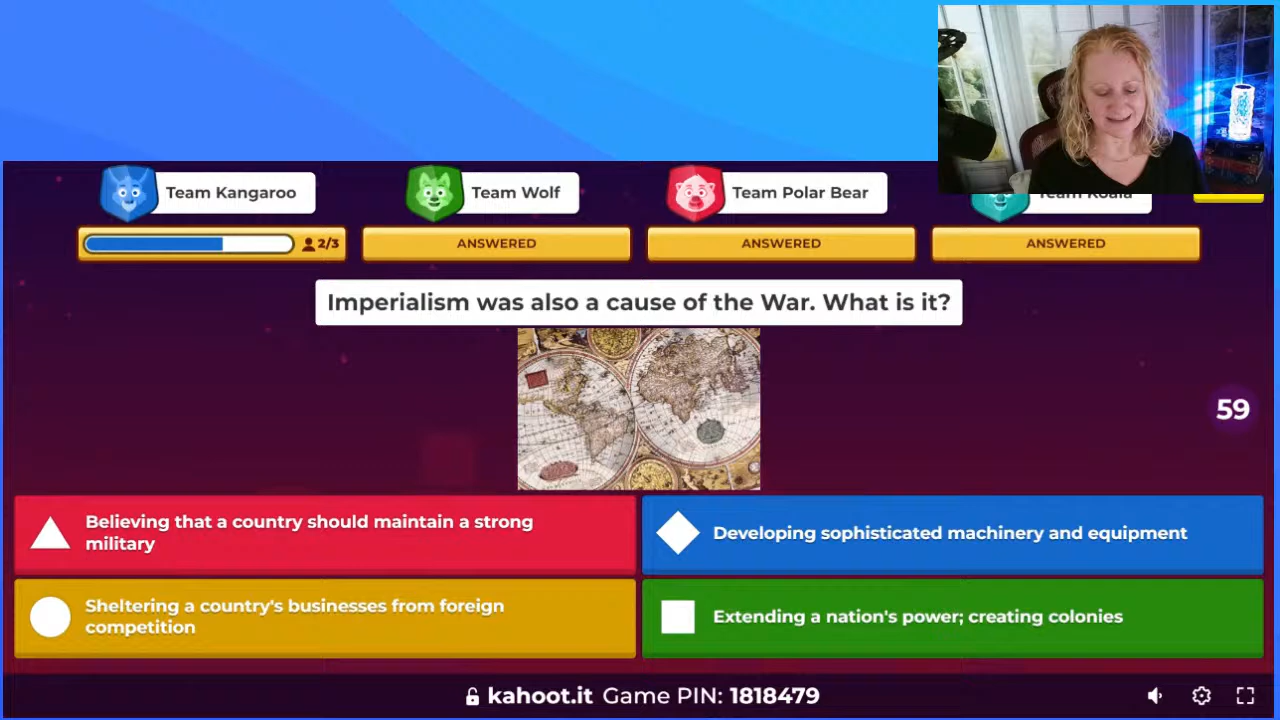 Team Kangaroo
Team Wolf
Team Polar Bear
Team Koala
2/3
ANSWERED
ANSWERED
ANSWERED
Imperialism was also a cause of the War. What is it?
59
Believing that a country should maintain a strong
military
Developing sophisticated machinery and equipment
Sheltering a country's businesses from foreign
competition
Extending a nation's power; creating colonies
kahoot.it Game PIN: 1818479